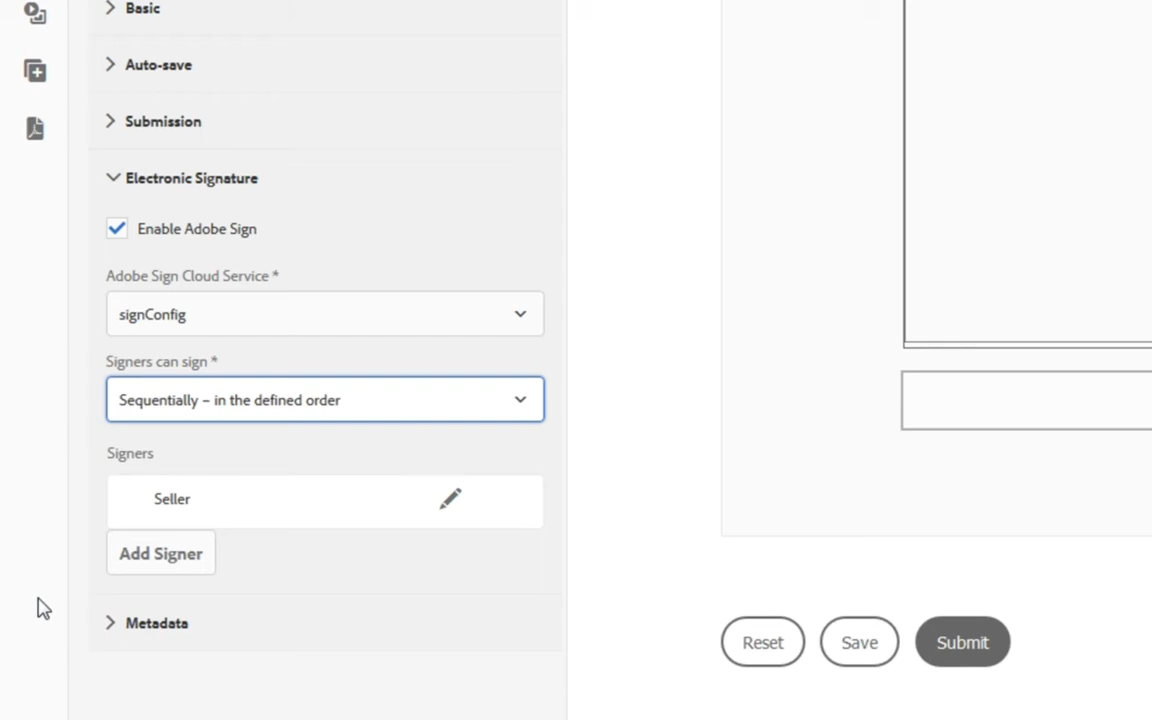 Basic
Auto-save
Submission
Electronic Signature
Enable Adobe Sign
Adobe Sign Cloud Service *
signConfig
Signers can sign *
Sequentially – in the defined order
Signers
Seller
Add Signer
Metadata
Reset Save Submit